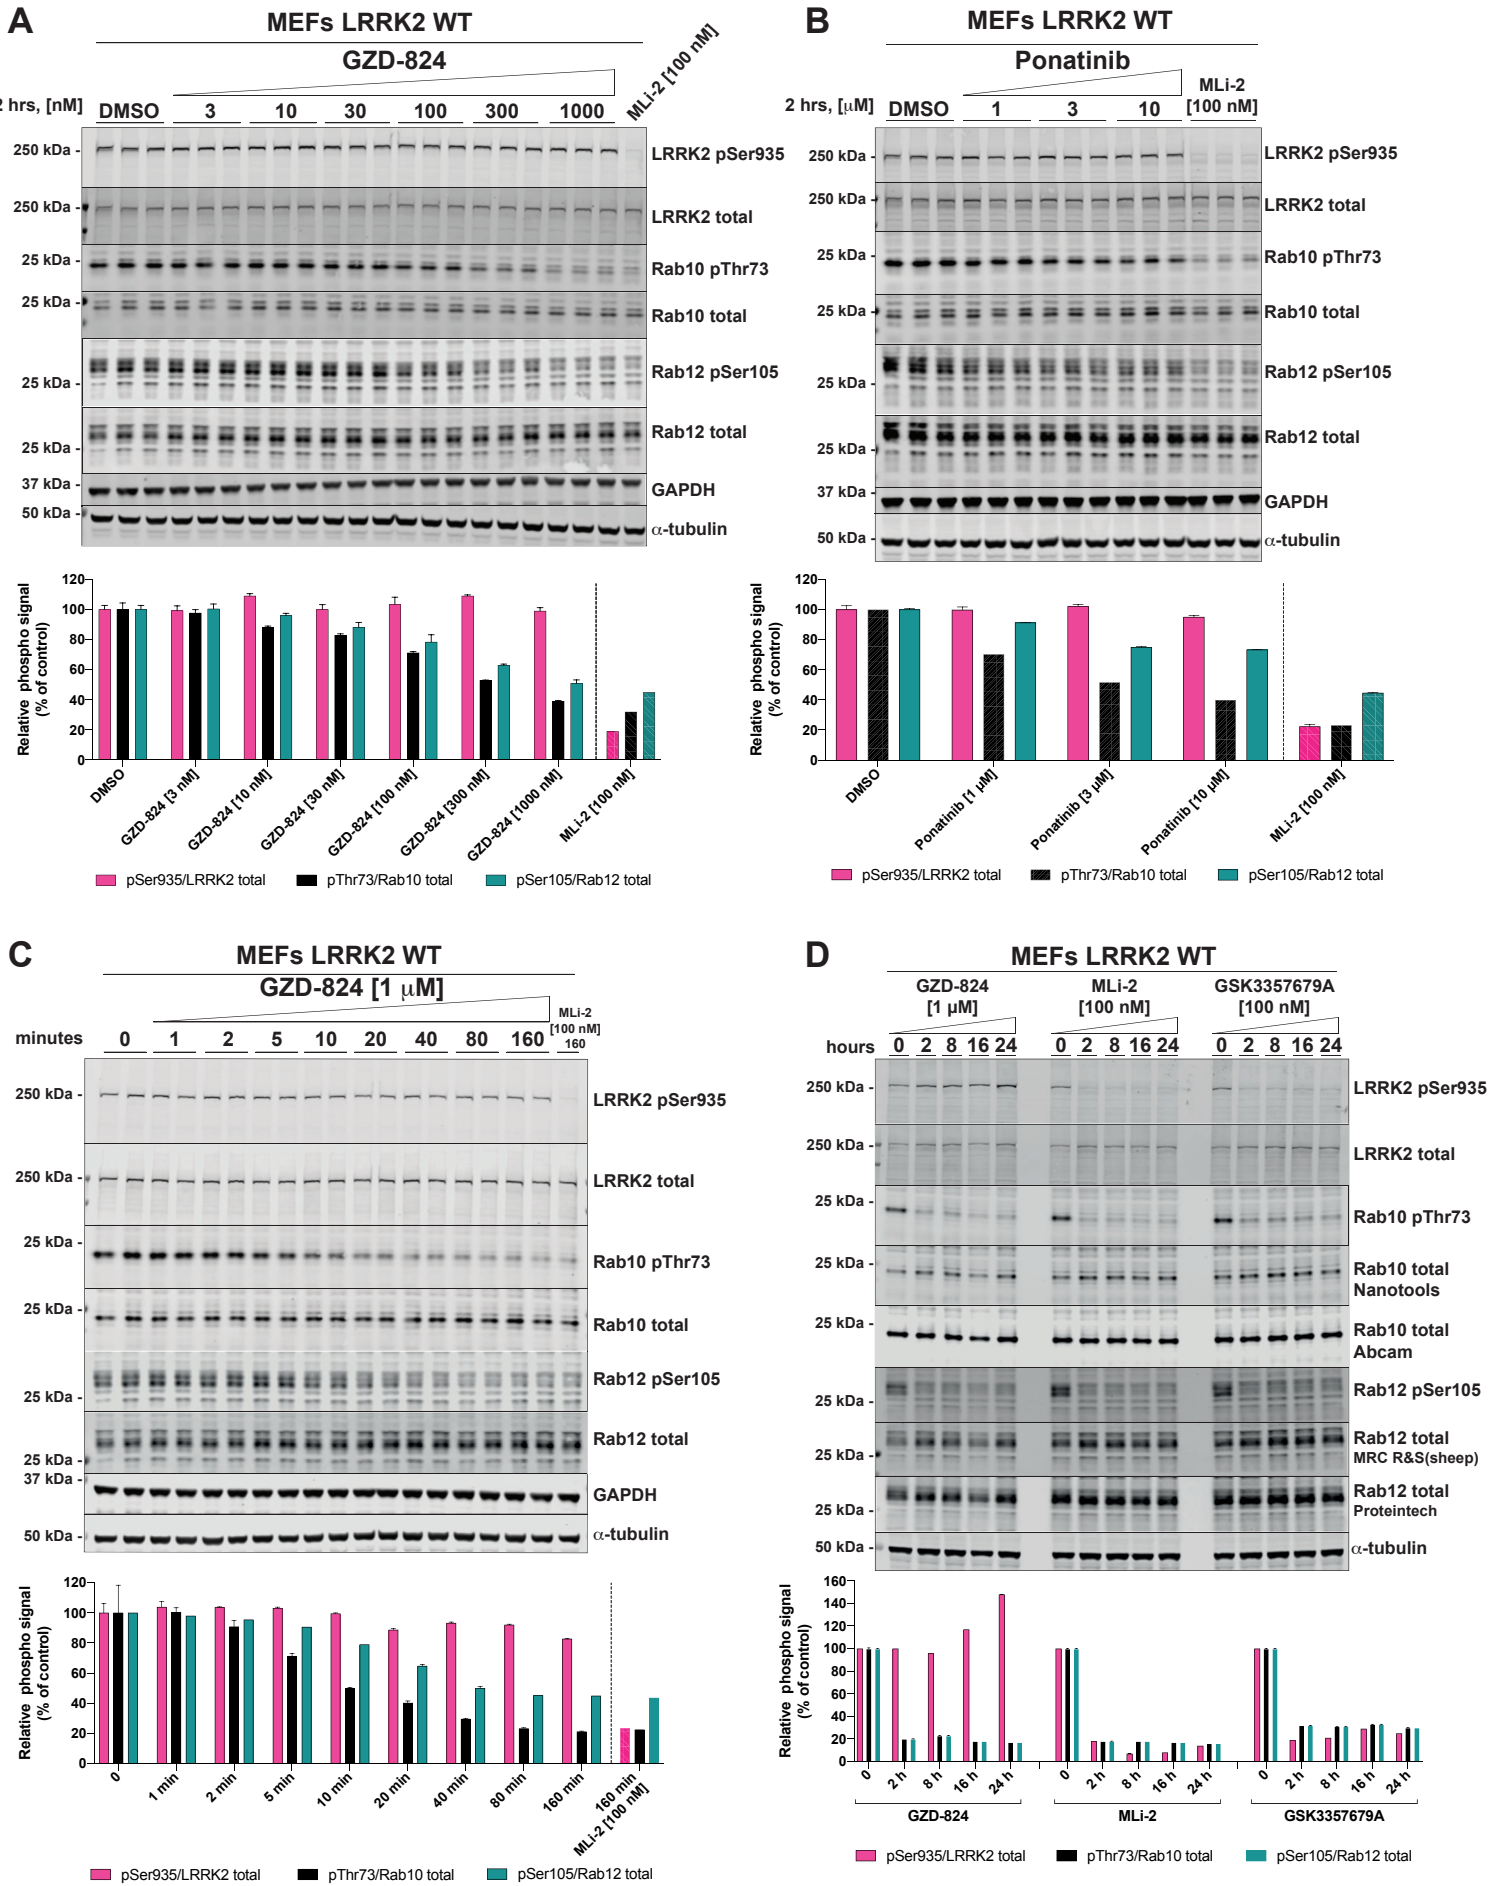 A
MEFs LRRK2 WT
GZD-824
MLi-2 [100 nM]
2 hrs, [nM] DMSO 3 10 30 100 300 1000
250 kDa - LRRK2 pSer935
250 kDa - LRRK2 total
25 kDa - Rab10 pThr73
25 kDa - Rab10 total
25 kDa - Rab12 pSer105
25 kDa - Rab12 total
37 kDa - GAPDH
50 kDa - α-tubulin
Relative phospho signal
(% of control)
120
100
80
60
40
20
0
DMSO
GZD-824 [3 nM]
GZD-824 [10 nM]
GZD-824 [30 nM]
GZD-824 [100 nM]
GZD-824 [300 nM]
GZD-824 [1000 nM]
MLi-2 [100 nM]
pSer935/LRRK2 total pThr73/Rab10 total pSer105/Rab12 total
B
MEFs LRRK2 WT
Ponatinib
MLi-2
[100 nM]
2 hrs, [μM] DMSO 1 3 10
250 kDa - LRRK2 pSer935
250 kDa - LRRK2 total
25 kDa - Rab10 pThr73
25 kDa - Rab10 total
25 kDa - Rab12 pSer105
25 kDa - Rab12 total
37 kDa - GAPDH
50 kDa - α-tubulin
Relative phospho signal
(% of control)
120
100
80
60
40
20
0
DMSO
Ponatinib [1 μM]
Ponatinib [3 μM]
Ponatinib [10 μM]
MLi-2 [100 nM]
pSer935/LRRK2 total pThr73/Rab10 total pSer105/Rab12 total
C
MEFs LRRK2 WT
GZD-824 [1 μM]
MLi-2
[100 nM]
160
minutes 0 1 2 5 10 20 40 80 160
250 kDa - LRRK2 pSer935
250 kDa - LRRK2 total
25 kDa - Rab10 pThr73
25 kDa - Rab10 total
25 kDa - Rab12 pSer105
25 kDa - Rab12 total
37 kDa - GAPDH
50 kDa - α-tubulin
Relative phospho signal
(% of control)
120
100
80
60
40
20
0
0
1 min
2 min
5 min
10 min
20 min
40 min
80 min
160 min
160 min
MLi-2 [100 nM]
pSer935/LRRK2 total pThr73/Rab10 total pSer105/Rab12 total
D
MEFs LRRK2 WT
GZD-824 MLi-2 GSK3357679A
[1 μM] [100 nM] [100 nM]
hours 0 2 8 16 24 0 2 8 16 24 0 2 8 16 24
250 kDa - LRRK2 pSer935
250 kDa - LRRK2 total
25 kDa - Rab10 pThr73
25 kDa - Rab10 total
Nanotools
25 kDa - Rab10 total
Abcam
25 kDa - Rab12 pSer105
25 kDa - Rab12 total
MRC R&S(sheep)
25 kDa - Rab12 total
Proteintech
50 kDa - α-tubulin
Relative phospho signal
(% of control)
160
140
120
100
80
60
40
20
0
0 2 h 8 h 16 h 24 h 0 2 h 8 h 16 h 24 h 0 2 h 8 h 16 h 24 h
GZD-824 MLi-2 GSK3357679A
pSer935/LRRK2 total pThr73/Rab10 total pSer105/Rab12 total